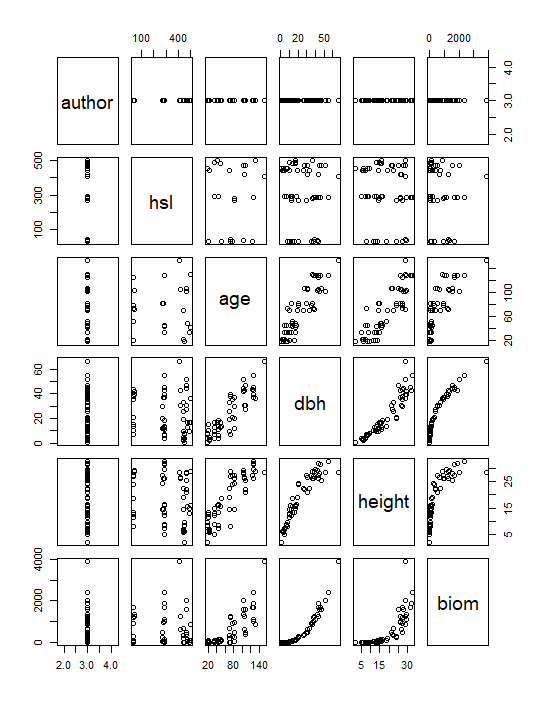 100 400
0 20 50
0 2000
author
2.0 3.0 4.0
100 300 500
hsl
age
20 60 100
0 20 40 60
dbh
height
5 15 25
0 2000 4000
biom
2.0 3.0 4.0
20 80 140
5 15 30